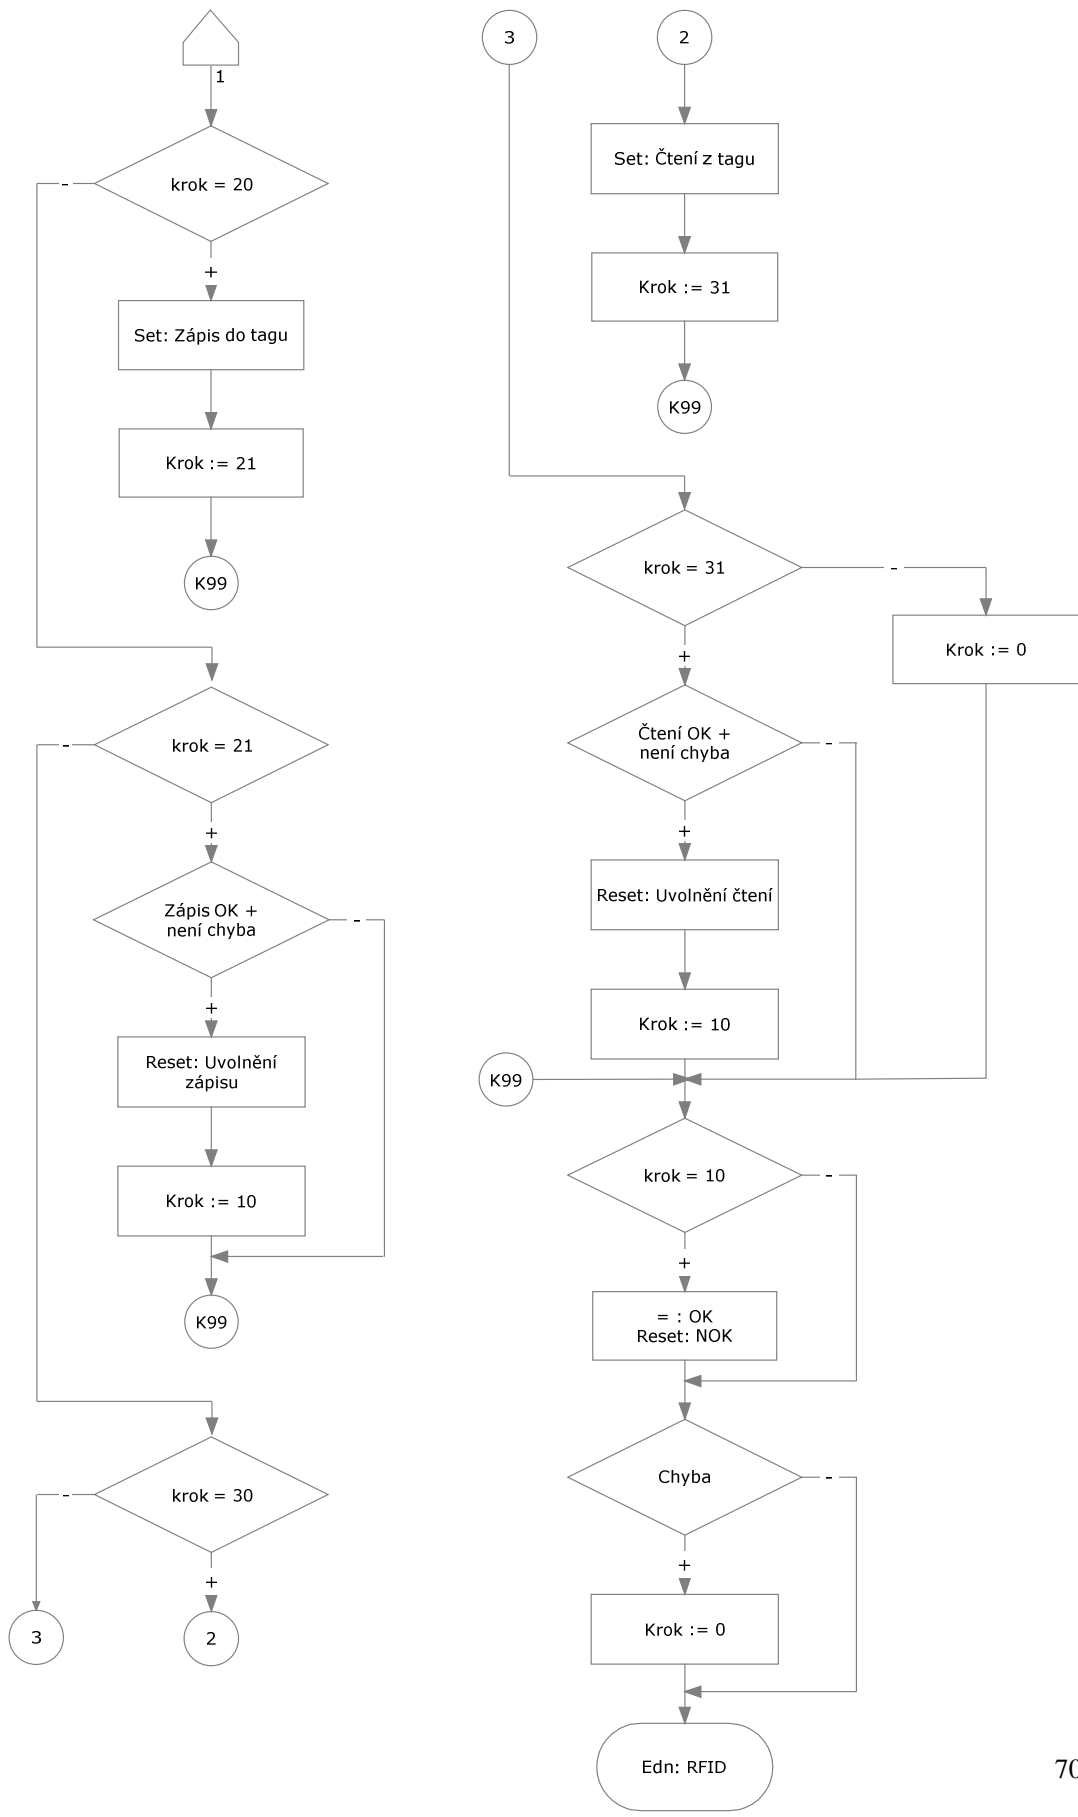 1
krok = 20
-
+
Set: Zápis do tagu
Krok := 21
K99
krok = 21
-
+
Zápis OK +
není chyba
-
+
Reset: Uvolnění
zápisu
Krok := 10
K99
krok = 30
-
+
3
2
3
2
Set: Čtení z tagu
Krok := 31
K99
krok = 31
-
Krok := 0
+
Čtení OK +
není chyba
-
+
Reset: Uvolnění čtení
Krok := 10
K99
krok = 10
-
+
= : OK
Reset: NOK
Chyba
-
+
Krok := 0
Edn: RFID
70